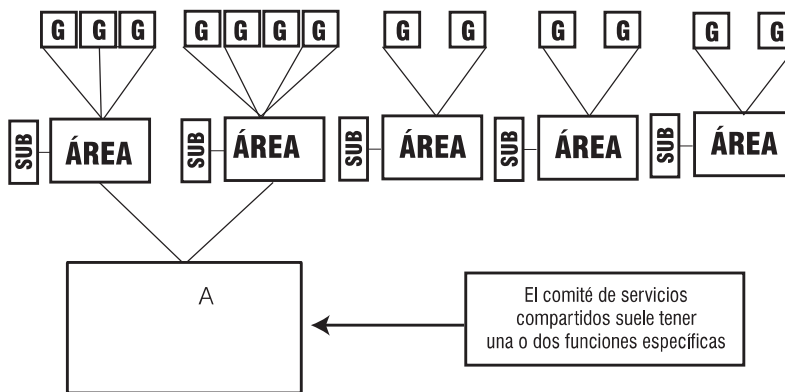 G G G G G G G G G G G G G
SUB ÁREA SUB ÁREA SUB ÁREA SUB ÁREA SUB ÁREA
A
El comité de servicios
compartidos suele tener
una o dos funciones específicas